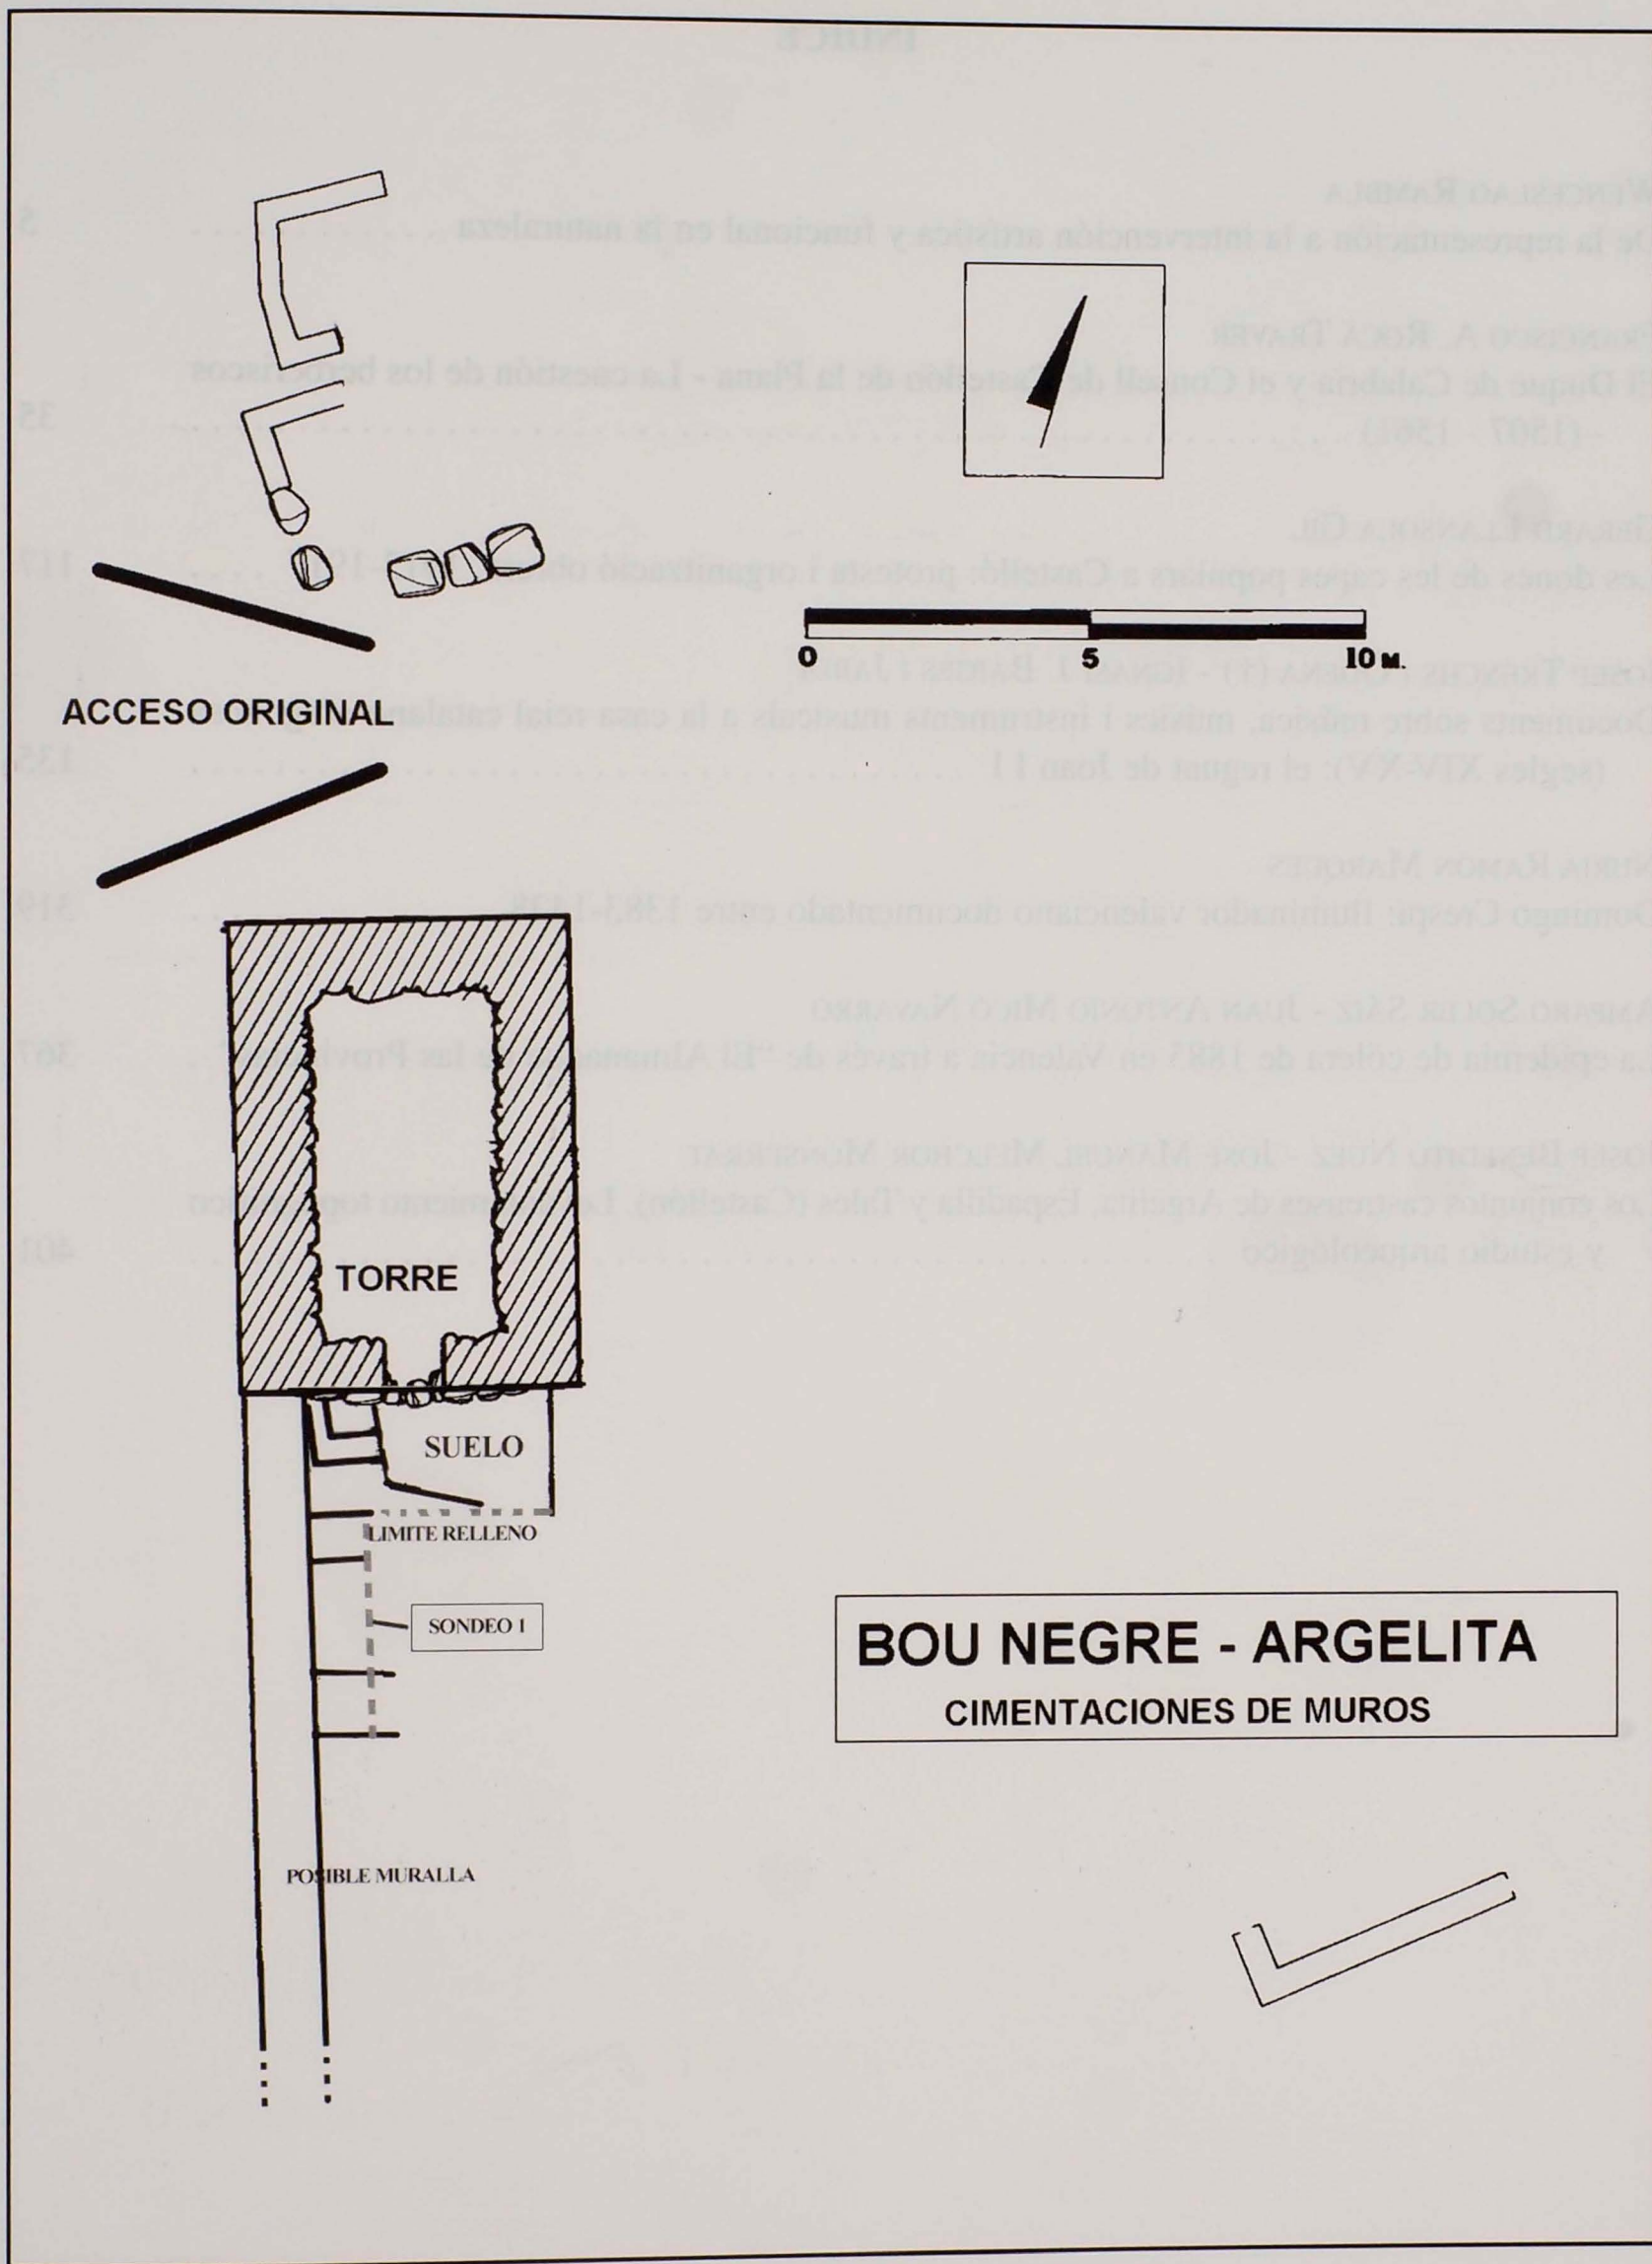 ACCESO ORIGINAL
0 5 10 M.
TORRE
SUELO
LIMITE RELLENO
SONDEO 1
BOU NEGRE - ARGELITA
CIMENTACIONES DE MUROS
POSIBLE MURALLA